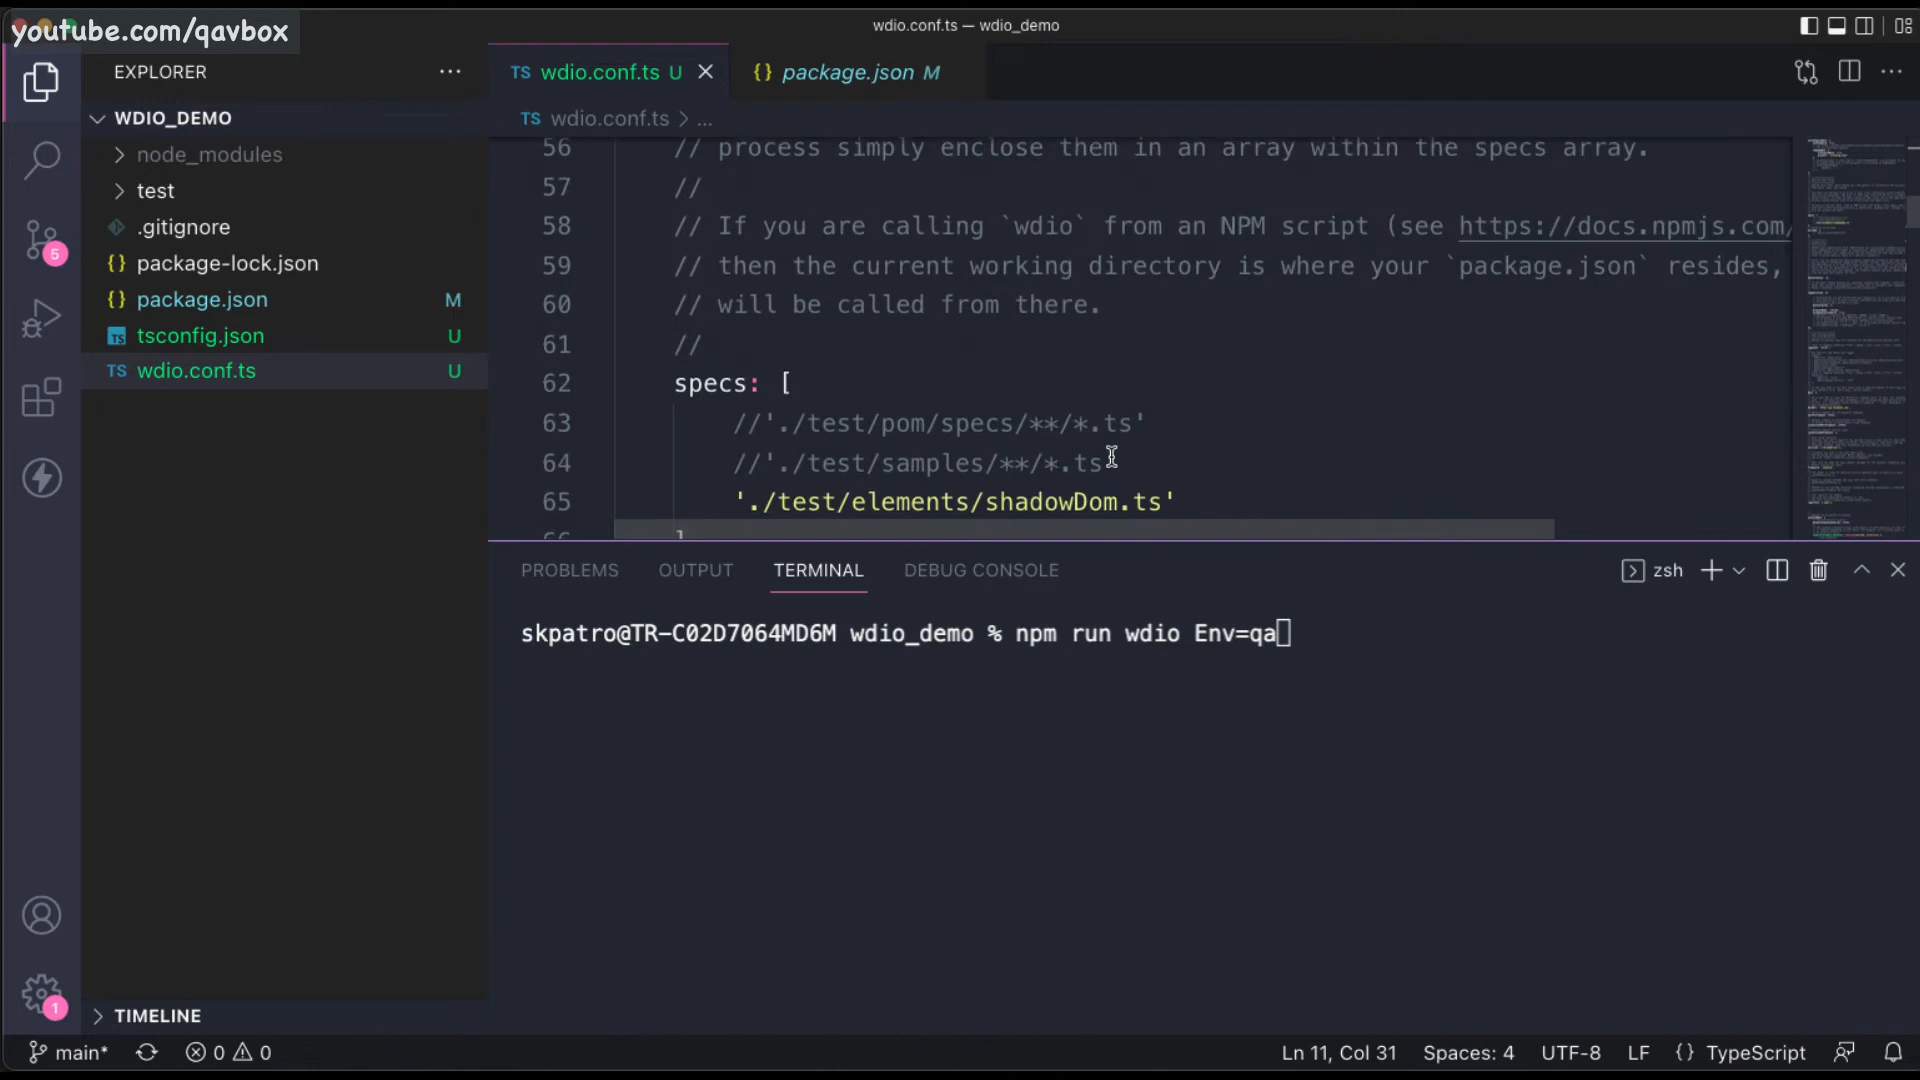 youtube.com/qavbox
wdio.conf.ts — wdio_demo
EXPLORER
WDIO_DEMO
node_modules
test
.gitignore
{} package-lock.json
{} package.json M
TS tsconfig.json U
TS wdio.conf.ts U
TIMELINE
TS wdio.conf.ts U
{} package.json M
TS wdio.conf.ts > ...
56 // process simply enclose them in an array within the specs array.
57 //
58 // If you are calling `wdio` from an NPM script (see https://docs.npmjs.com/
59 // then the current working directory is where your `package.json` resides,
60 // will be called from there.
61 //
62 specs: [
63 //'./test/pom/specs/**/*.ts'
64 //'./test/samples/**/*.ts
65 './test/elements/shadowDom.ts'
66 ]
PROBLEMS OUTPUT TERMINAL DEBUG CONSOLE
zsh
skpatro@TR-C02D7064MD6M wdio_demo % npm run wdio Env=qa
5
1
main* 0 0
Ln 11, Col 31 Spaces: 4 UTF-8 LF {} TypeScript